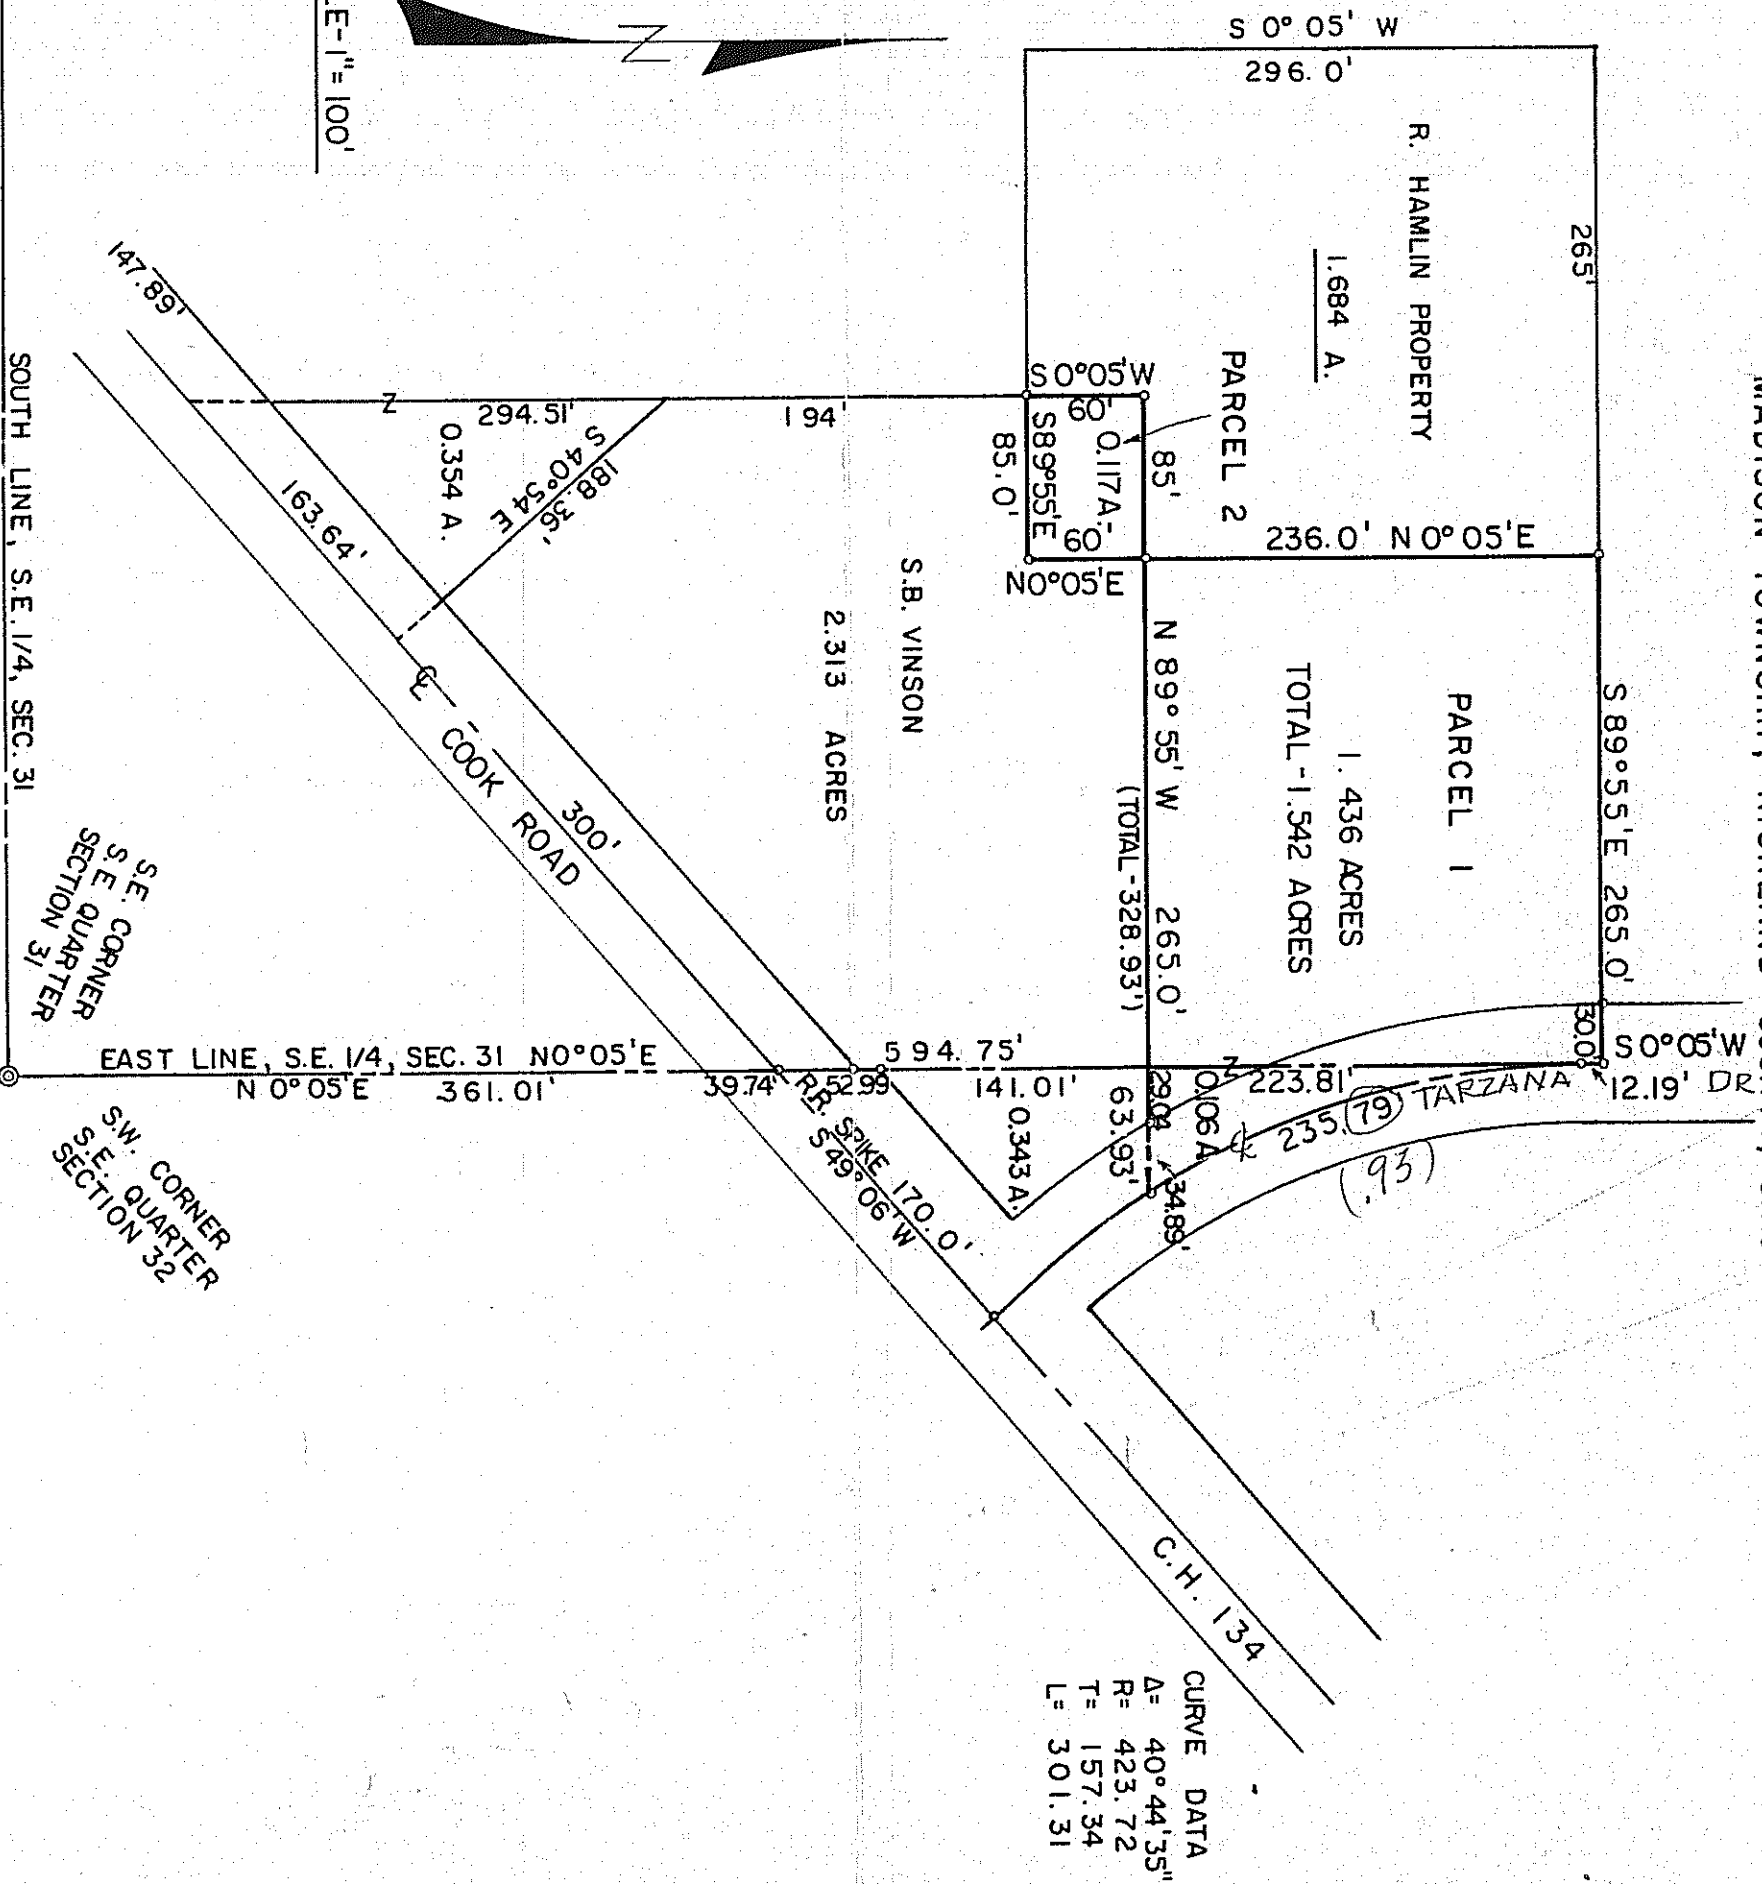 S 0° 05' W
296.0'
R. HAMLIN PROPERTY
265'
1.684 A.
PARCEL 2
S 0°05' W
60'
0.117 A.
85'
S89°55'E
85.0'
60'
N0°05'E
236.0' N 0° 05' E
E-1"=100'
N
147.89'
Z
294.51'
194'
0.354 A.
S 40°54 E
188.36'
163.64'
SOUTH LINE, S.E. 1/4, SEC. 31
S.B. VINSON
2.313 ACRES
N 89° 55' W 265.0'
(TOTAL-328.93')
PARCEL 1
1.436 ACRES
TOTAL-1.542 ACRES
S 89°55'E 265.0'
℄ COOK ROAD
300'
S.E. CORNER
S.E. QUARTER
SECTION 31
EAST LINE, S.E. 1/4, SEC. 31 N0°05'E
N 0°05'E 361.01'
39.74'
52.99
594.75'
141.01'
Z
223.81'
30.0'
S 0°05'W
12.19'
TARZANA DR
235.79
(.93)
℄
0.106 A
29.04
63.93'
34.89'
0.343 A.
R.R. SPIKE 170.0'
S 49°06' W
S.W. CORNER
S.E. QUARTER
SECTION 32
C.H. 134
CURVE DATA
Δ= 40°44'35"
R= 423.72
T= 157.34
L= 301.31